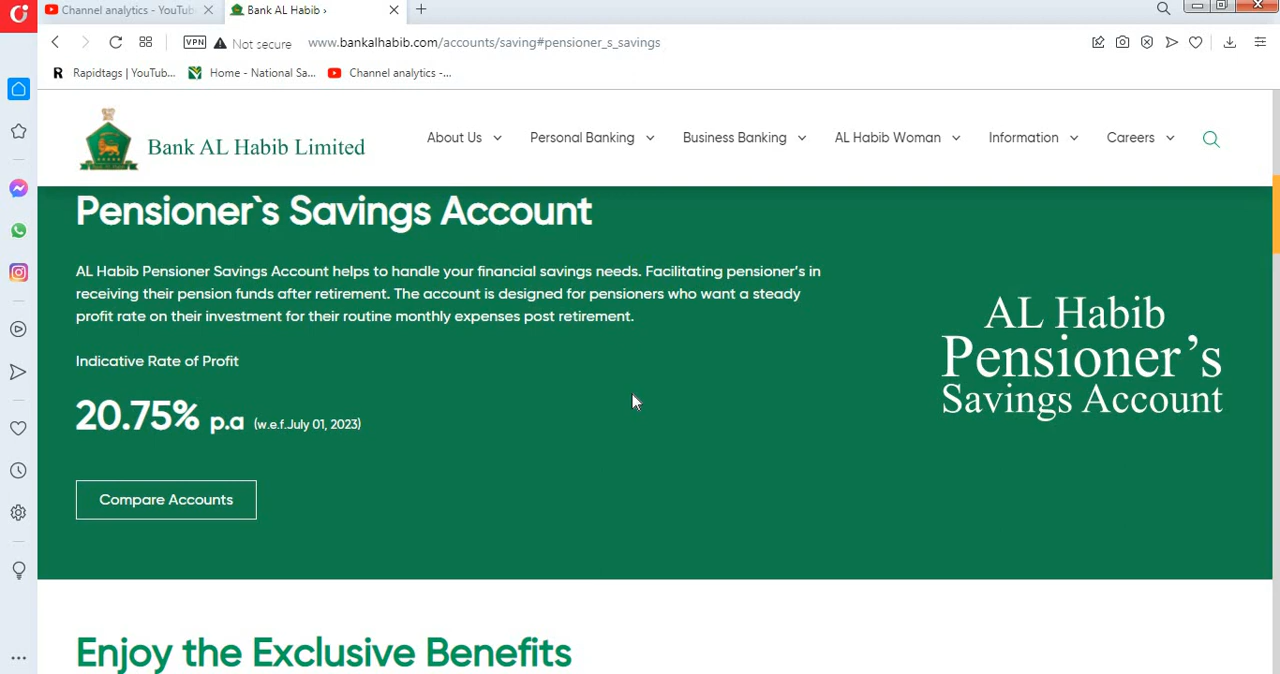 Channel analytics - YouTub
Bank AL Habib ›
VPN
Not secure
www.bankalhabib.com/accounts/saving#pensioner_s_savings
R Rapidtags | YouTub...
Home - National Sa...
Channel analytics -...
Bank AL Habib Limited
About Us
Personal Banking
Business Banking
AL Habib Woman
Information
Careers
Pensioner`s Savings Account
AL Habib Pensioner Savings Account helps to handle your financial savings needs. Facilitating pensioner's in
receiving their pension funds after retirement. The account is designed for pensioners who want a steady
profit rate on their investment for their routine monthly expenses post retirement.
Indicative Rate of Profit
20.75% p.a (w.e.f.July 01, 2023)
Compare Accounts
AL Habib
Pensioner's
Savings Account
Enjoy the Exclusive Benefits